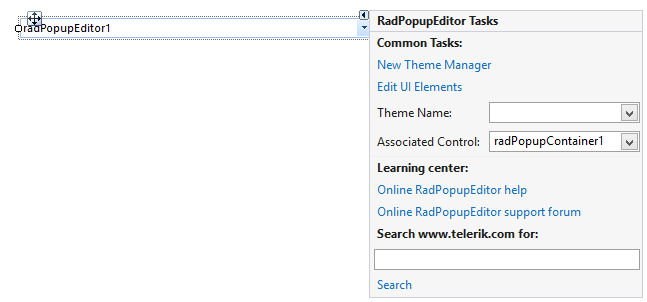 radPopupEditor1
RadPopupEditor Tasks
Common Tasks:
New Theme Manager
Edit UI Elements
Theme Name:
Associated Control: radPopupContainer1
Learning center:
Online RadPopupEditor help
Online RadPopupEditor support forum
Search www.telerik.com for:
Search